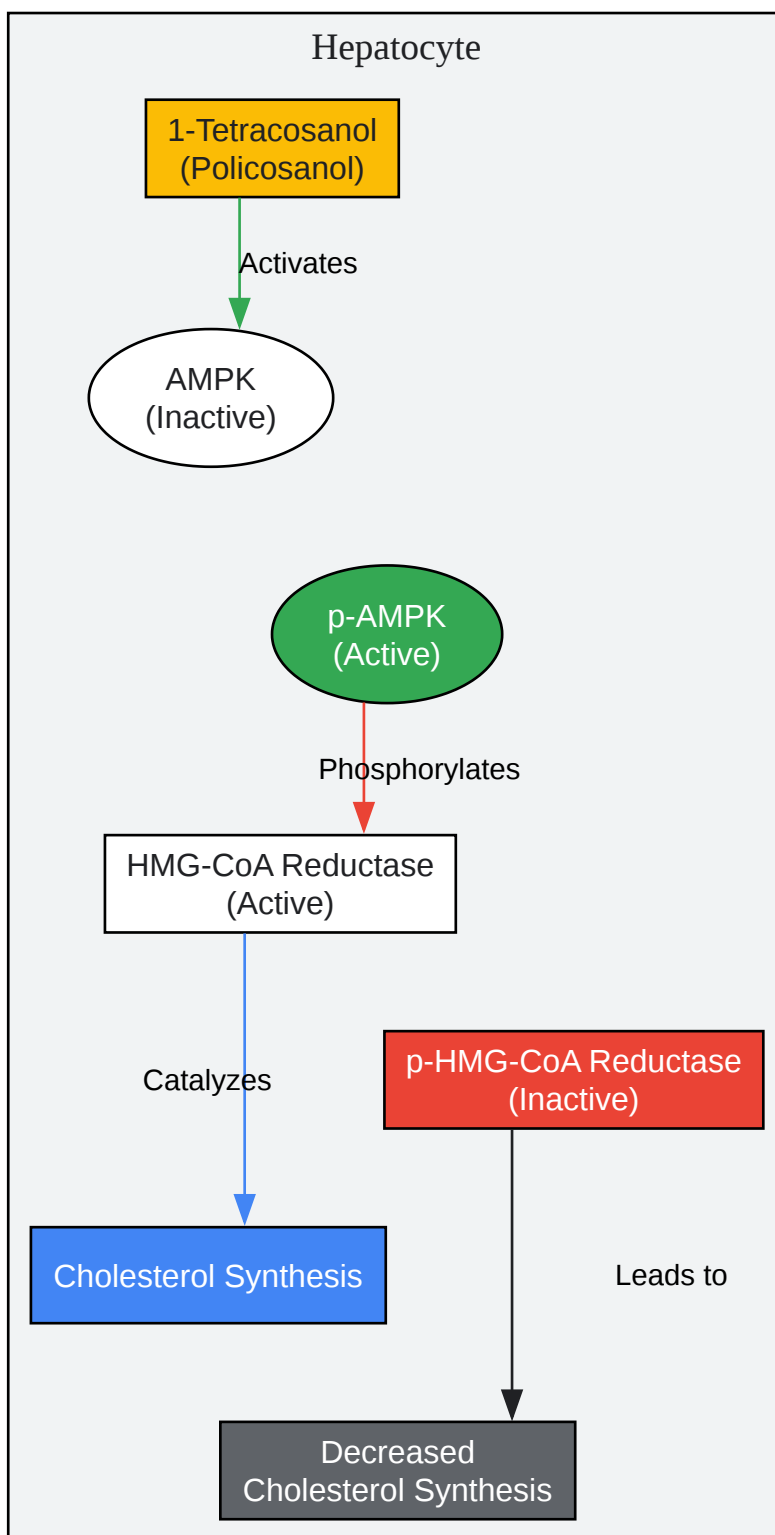 Hepatocyte
1-Tetracosanol
(Policosanol)
Activates
AMPK
(Inactive)
p-AMPK
(Active)
Phosphorylates
HMG-CoA Reductase
(Active)
p-HMG-CoA Reductase
(Inactive)
Catalyzes
Cholesterol Synthesis
Leads to
Decreased
Cholesterol Synthesis